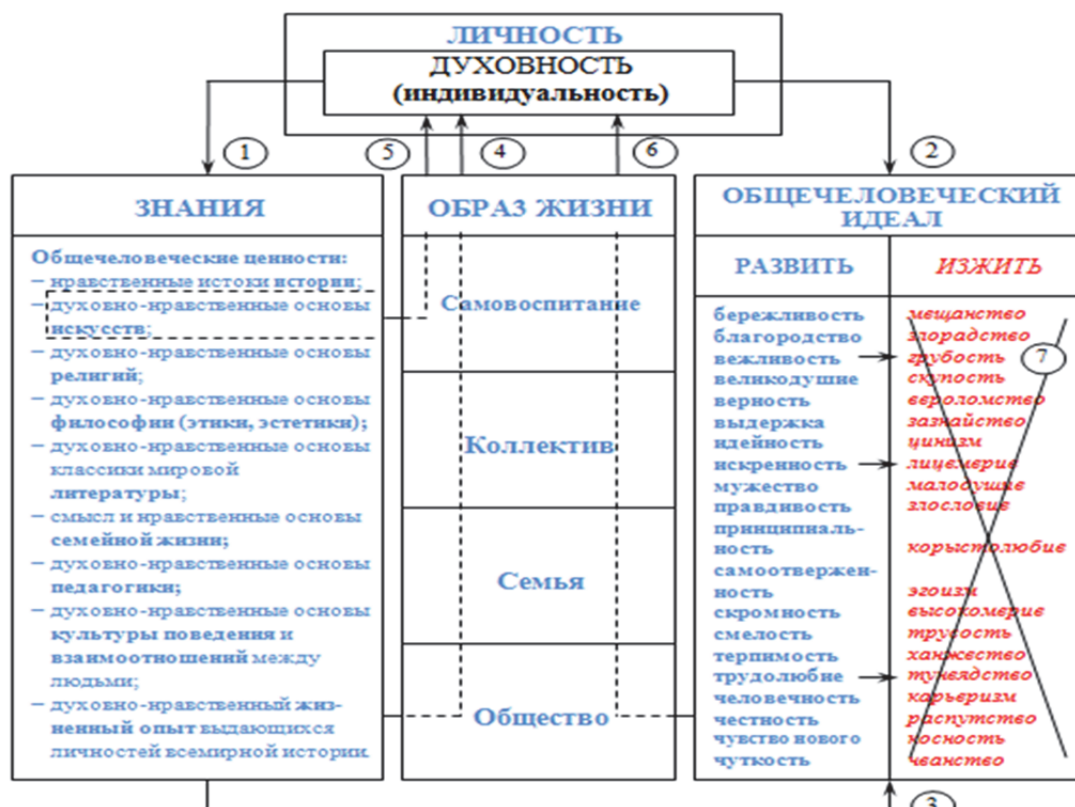 ЛИЧНОСТЬ
ДУХОВНОСТЬ
(индивидуальность)
1
5
4
6
2
ЗНАНИЯ
Общечеловеческие ценности:
– нравственные истоки истории;
– духовно-нравственные основы
искусств;
– духовно-нравственные основы
религий;
– духовно-нравственные основы
философии (этики, эстетики);
– духовно-нравственные основы
классики мировой
литературы;
– смысл и нравственные основы
семейной жизни;
– духовно-нравственные основы
педагогики;
– духовно-нравственные основы
культуры поведения и
взаимоотношений между
людьми;
– духовно-нравственный жиз-
ненный опыт выдающихся
личностей всемирной истории.
ОБРАЗ ЖИЗНИ
Самовоспитание
Коллектив
Семья
Общество
ОБЩЕЧЕЛОВЕЧЕСКИЙ
ИДЕАЛ
РАЗВИТЬ
бережливость
благородство
вежливость
великодушие
верность
выдержка
идейность
искренность
мужество
правдивость
принципиаль-
ность
самоотвержен-
ность
скромность
смелость
терпимость
трудолюбие
человечность
честность
чувство нового
чуткость
ИЗЖИТЬ
мещанство
злорадство
грубость
скупость
вероломство
зазнайство
цинизм
лицемерие
малодушие
злословие
корыстолюбие
эгоизм
высокомерие
трусость
ханжество
тунеядство
карьеризм
распутство
косность
чванство
7
3